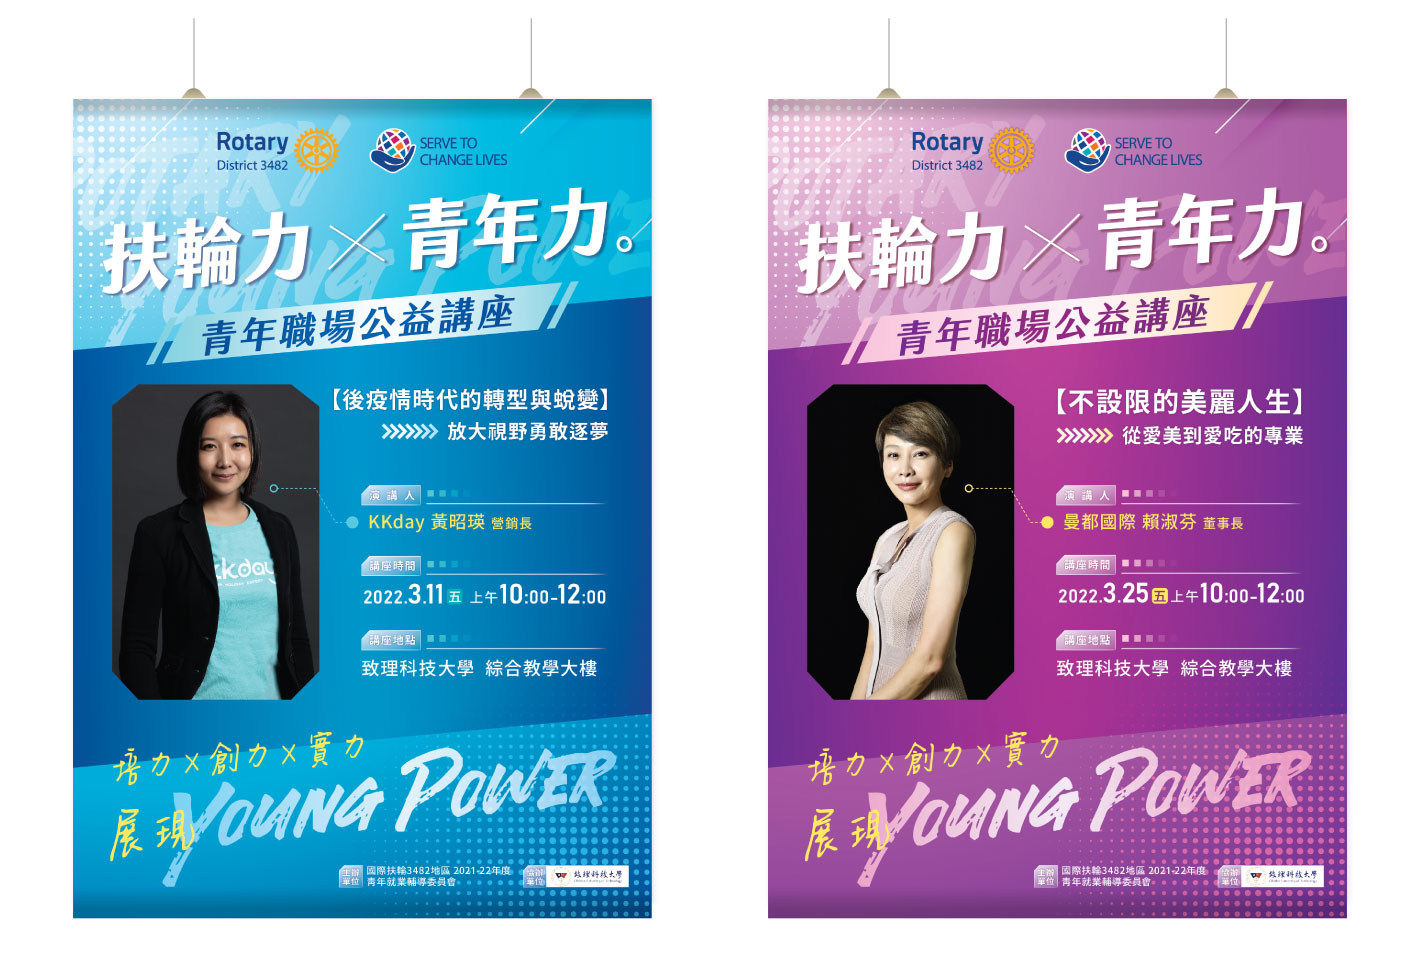 Rotary
District 3482
SERVE TO
CHANGE LIVES
扶輪力×青年力。
青年職場公益講座
【後疫情時代的轉型與蛻變】
放大視野勇敢逐夢
演講人
KKday 黃昭瑛 營銷長
講座時間
2022.3.11 五 上午10:00-12:00
講座地點
致理科技大學 綜合教學大樓
kkday
培力×創力×實力
展現
YOUNG POWER
主辦單位
國際扶輪3482地區 2021-22年度
青年就業輔導委員會
協辦單位
致理科技大學
Rotary
District 3482
SERVE TO
CHANGE LIVES
扶輪力×青年力。
青年職場公益講座
【不設限的美麗人生】
從愛美到愛吃的專業
演講人
曼都國際 賴淑芬 董事長
講座時間
2022.3.25 五 上午10:00-12:00
講座地點
致理科技大學 綜合教學大樓
培力×創力×實力
展現
YOUNG POWER
主辦單位
國際扶輪3482地區 2021-22年度
青年就業輔導委員會
協辦單位
致理科技大學